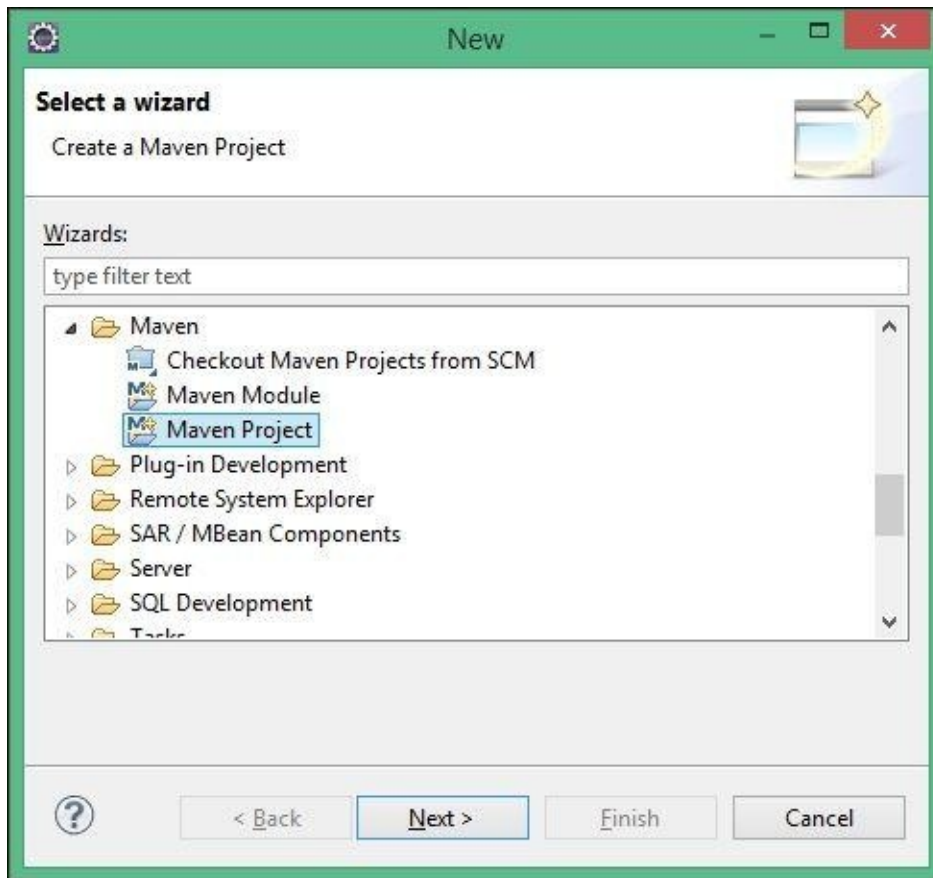 New
Select a wizard
Create a Maven Project
Wizards:
type filter text
Maven
Checkout Maven Projects from SCM
Maven Module
Maven Project
Plug-in Development
Remote System Explorer
SAR / MBean Components
Server
SQL Development
Tasks
< Back Next > Finish Cancel